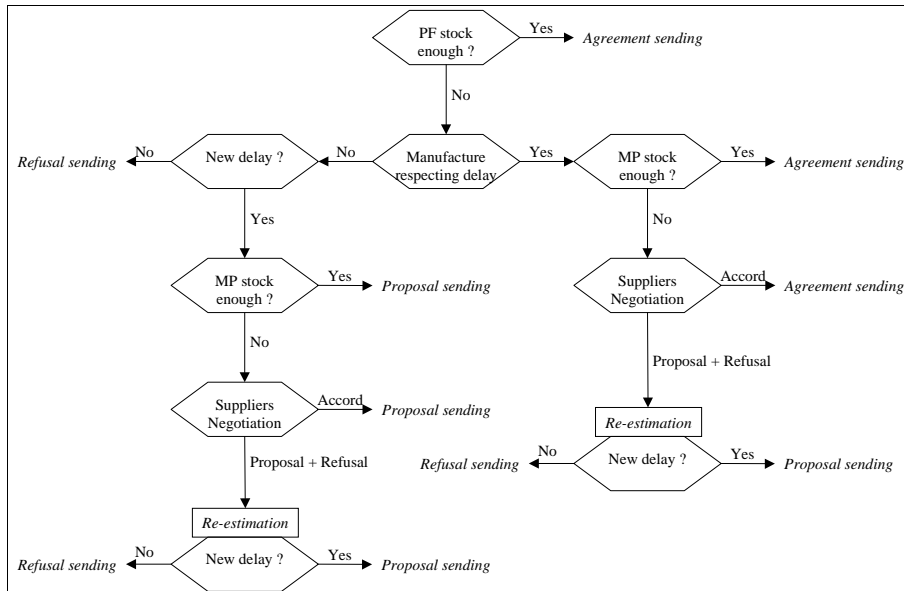 PF stock
enough ?
Yes
Agreement sending
No
Refusal sending
No
New delay ?
No
Manufacture
respecting delay
Yes
MP stock
enough ?
Yes
Agreement sending
Yes
No
MP stock
enough ?
Yes
Proposal sending
Suppliers
Negotiation
Accord
Agreement sending
No
Proposal + Refusal
Suppliers
Negotiation
Accord
Proposal sending
Re-estimation
Refusal sending
No
New delay ?
Yes
Proposal sending
Proposal + Refusal
Re-estimation
Refusal sending
No
New delay ?
Yes
Proposal sending